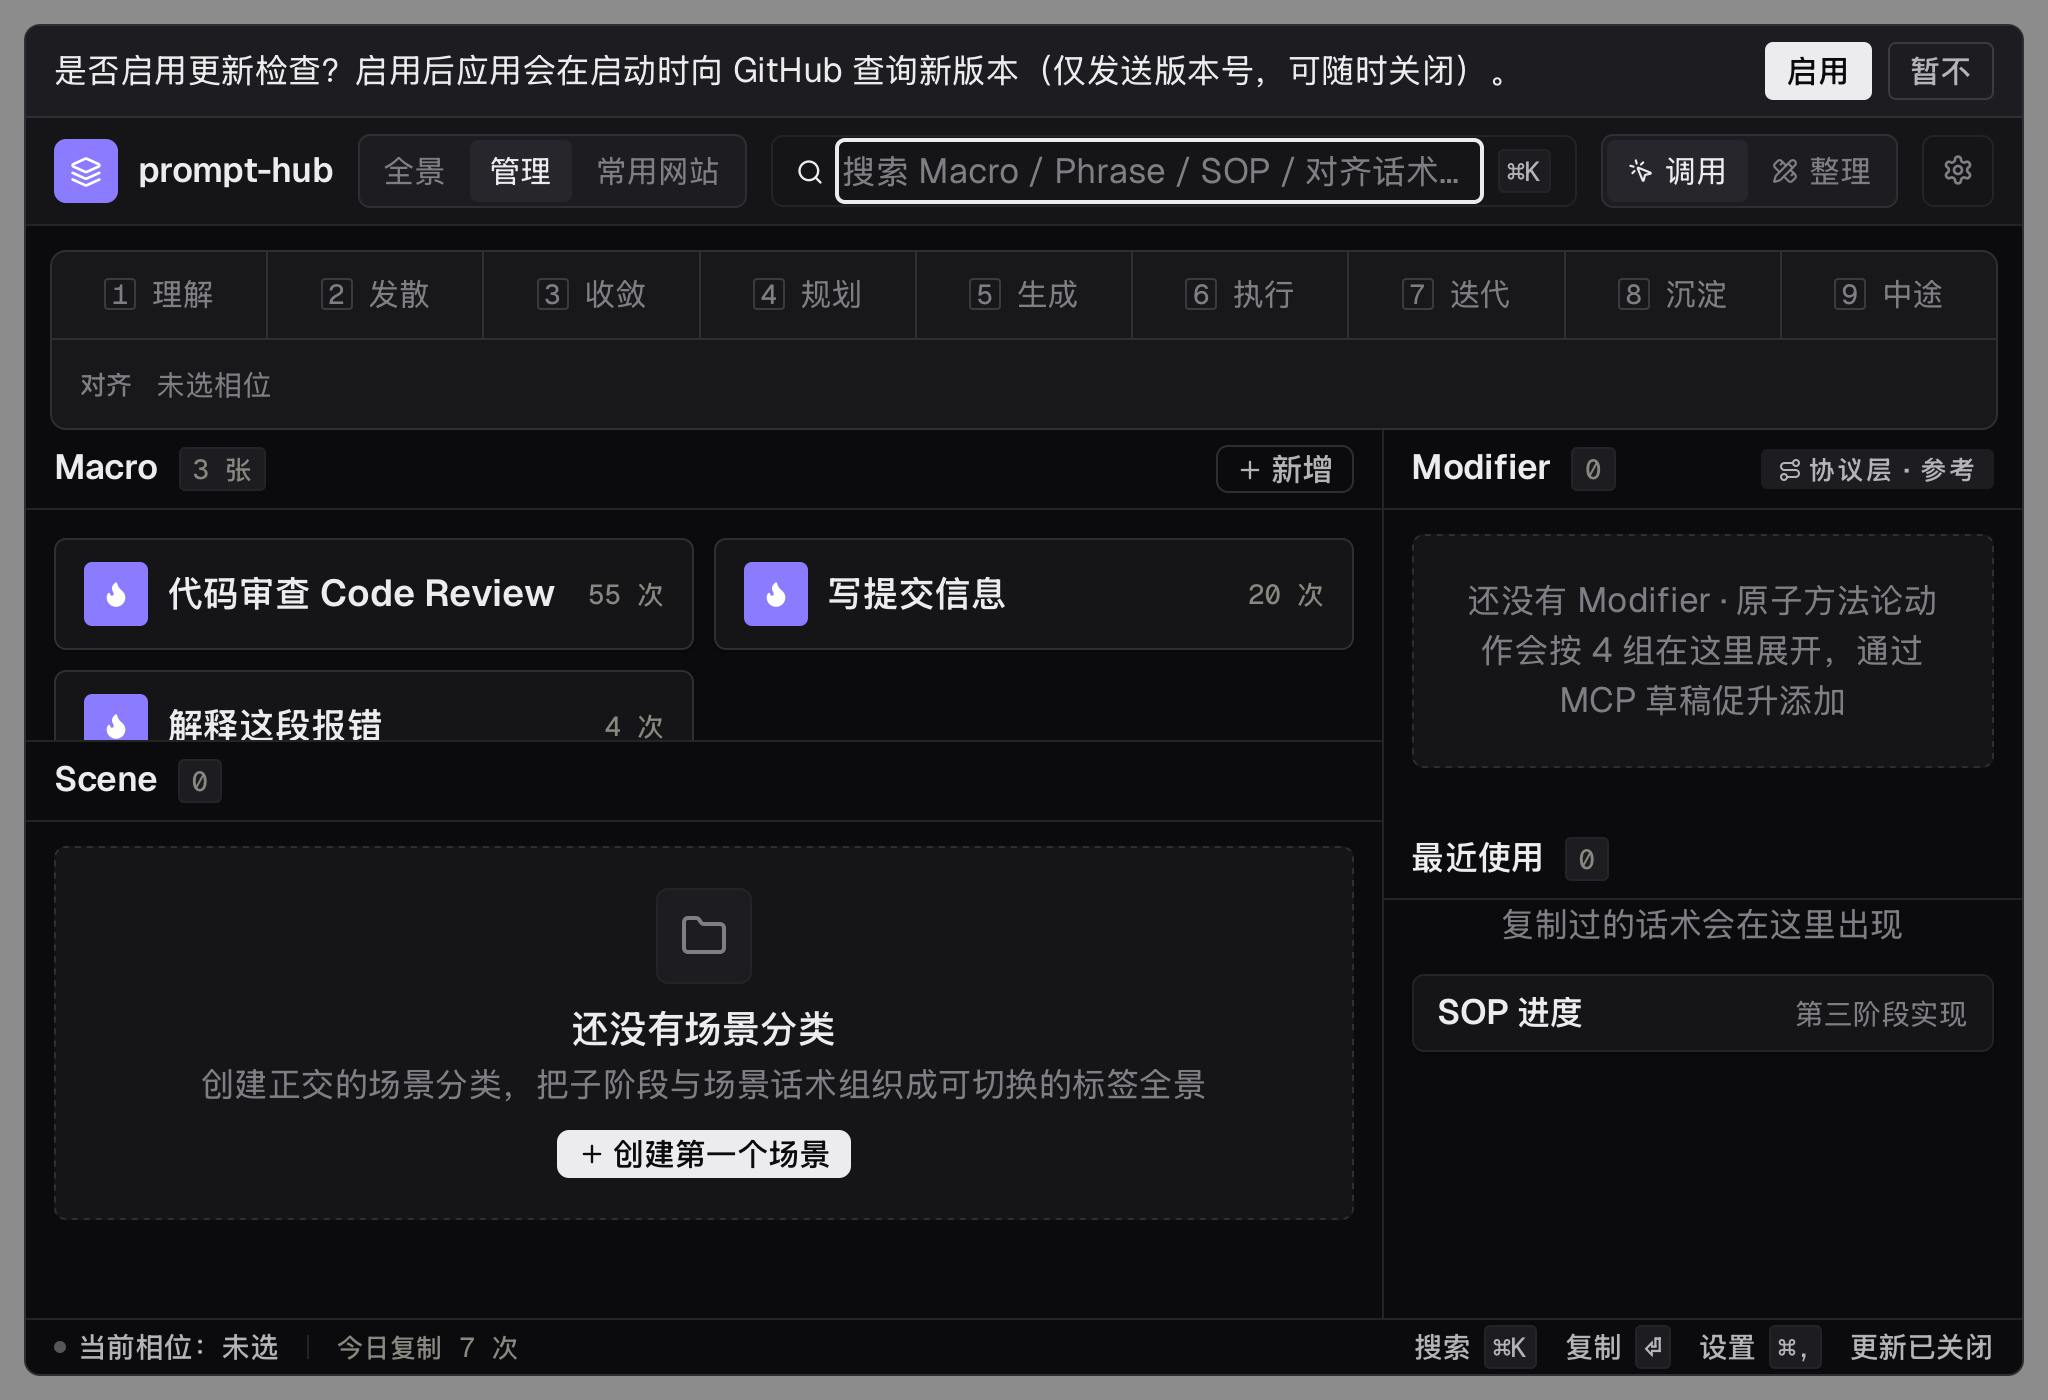 是否启用更新检查？启用后应用会在启动时向 GitHub 查询新版本（仅发送版本号，可随时关闭）。 启用 暂不
prompt-hub 全景 管理 常用网站 搜索 Macro / Phrase / SOP / 对齐话术... ⌘K 调用 整理
1 理解 2 发散 3 收敛 4 规划 5 生成 6 执行 7 迭代 8 沉淀 9 中途
对齐 未选相位
Macro 3 张 + 新增
代码审查 Code Review 55 次 写提交信息 20 次
解释这段报错 4 次
Scene 0
还没有场景分类
创建正交的场景分类，把子阶段与场景话术组织成可切换的标签全景
+ 创建第一个场景
Modifier 0 协议层 · 参考
还没有 Modifier · 原子方法论动
作会按 4 组在这里展开，通过
MCP 草稿促升添加
最近使用 0
复制过的话术会在这里出现
SOP 进度 第三阶段实现
当前相位：未选 今日复制 7 次 搜索 ⌘K 复制 ⏎ 设置 ⌘, 更新已关闭